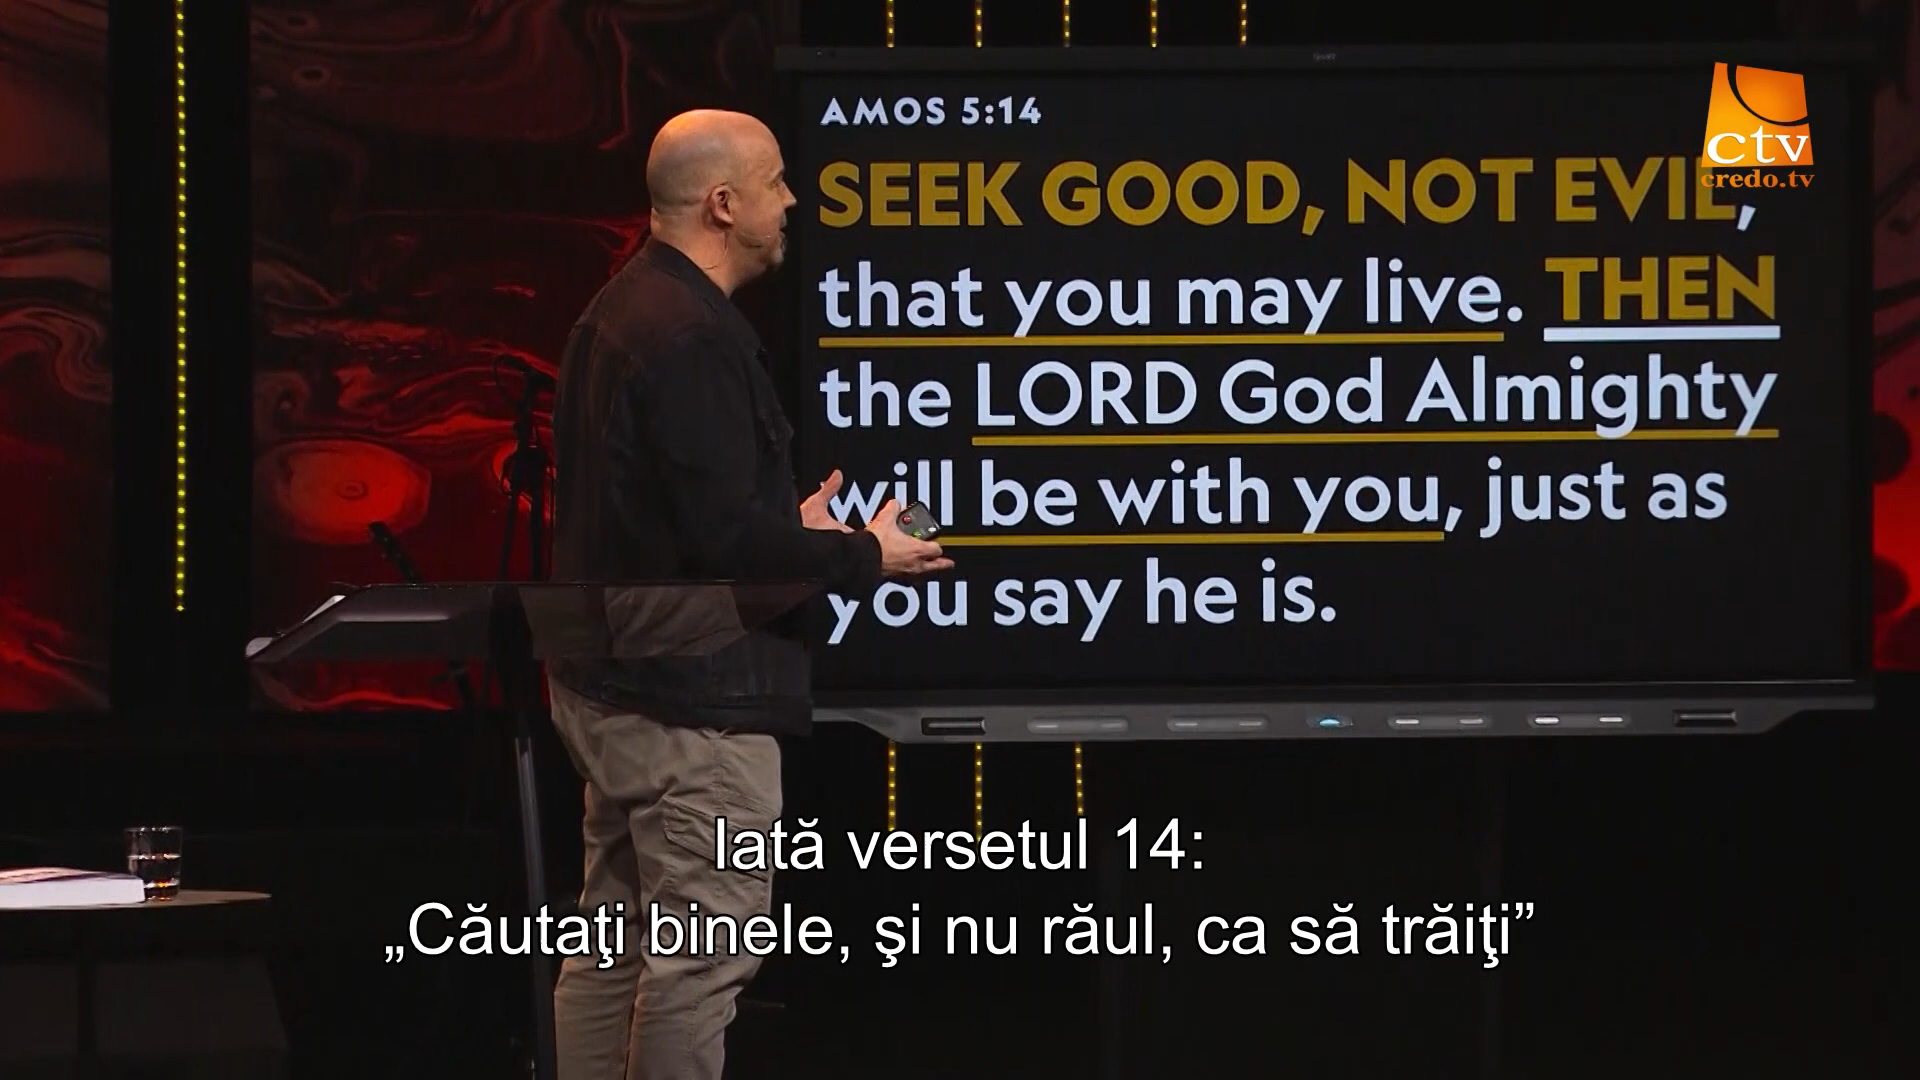 AMOS 5:14
SEEK GOOD, NOT EVIL,
that you may live. THEN
the LORD God Almighty
will be with you, just as
you say he is.
ctv
credo.tv
Iată versetul 14:
„Căutaţi binele, şi nu răul, ca să trăiţi”